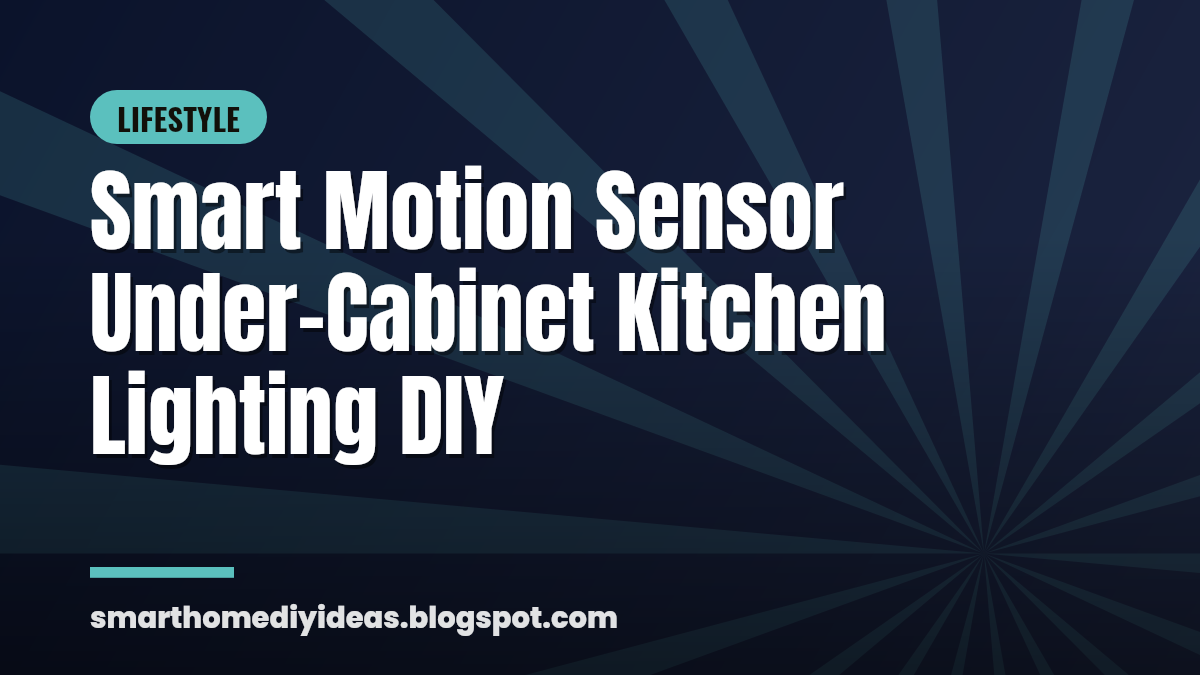 LIFESTYLE
Smart Motion Sensor
Under-Cabinet Kitchen
Lighting DIY
smarthomediyideas.blogspot.com